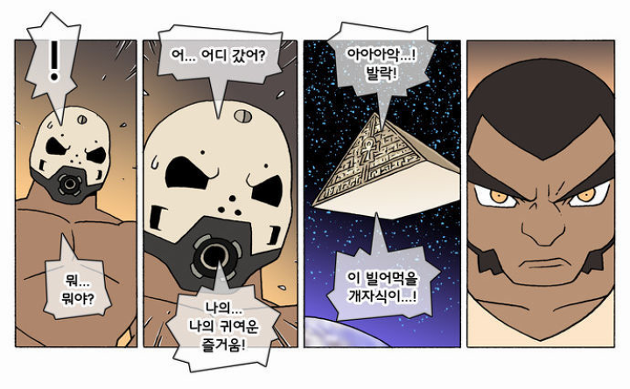 !
뭐...
뭐야?
어... 어디 갔어?
나의...
나의 귀여운
즐거움!
아아아악...!
발락!
이 빌어먹을
개자식이...!